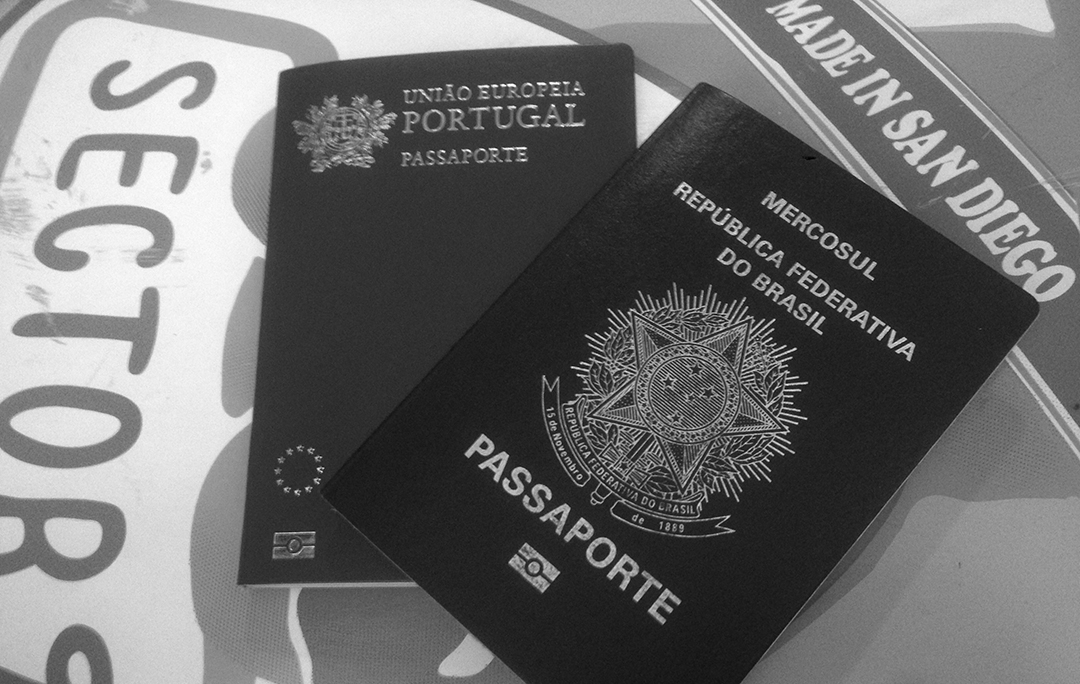 SECTOR
UNIÃO EUROPEIA
PORTUGAL
PASSAPORTE
MADE IN SAN DIEGO
MERCOSUL
REPÚBLICA FEDERATIVA
DO BRASIL
15 de Novembro
REPÚBLICA FEDERATIVA DO BRASIL
de 1889
PASSAPORTE